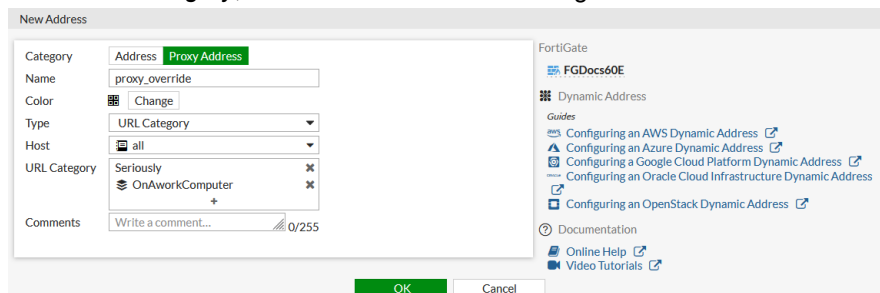 New Address
Category Address Proxy Address
Name proxy_override
Color Change
Type URL Category
Host all
URL Category Seriously
OnAworkComputer
+
Comments Write a comment... 0/255
OK Cancel
FortiGate
FGDocs60E
Dynamic Address
Guides
aws Configuring an AWS Dynamic Address
Configuring an Azure Dynamic Address
Configuring a Google Cloud Platform Dynamic Address
Configuring an Oracle Cloud Infrastructure Dynamic Address
Configuring an OpenStack Dynamic Address
Documentation
Online Help
Video Tutorials